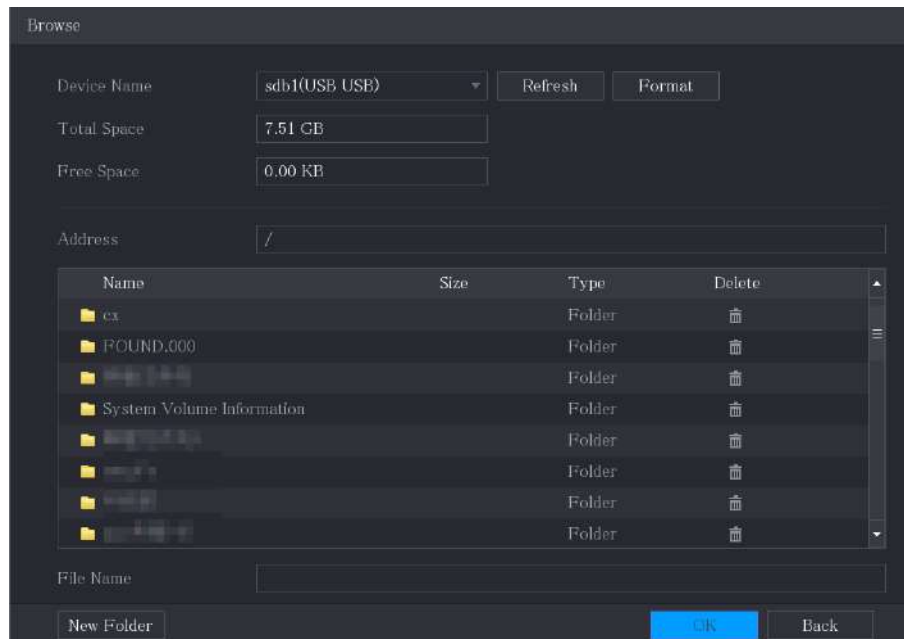 Browse
Device Name sdb1(USB USB) Refresh Format
Total Space 7.51 GB
Free Space 0.00 KB
Address /
Name Size Type Delete
cx Folder
FOUND.000 Folder
Folder
System Volume Information Folder
Folder
Folder
Folder
Folder
File Name
New Folder OK Back